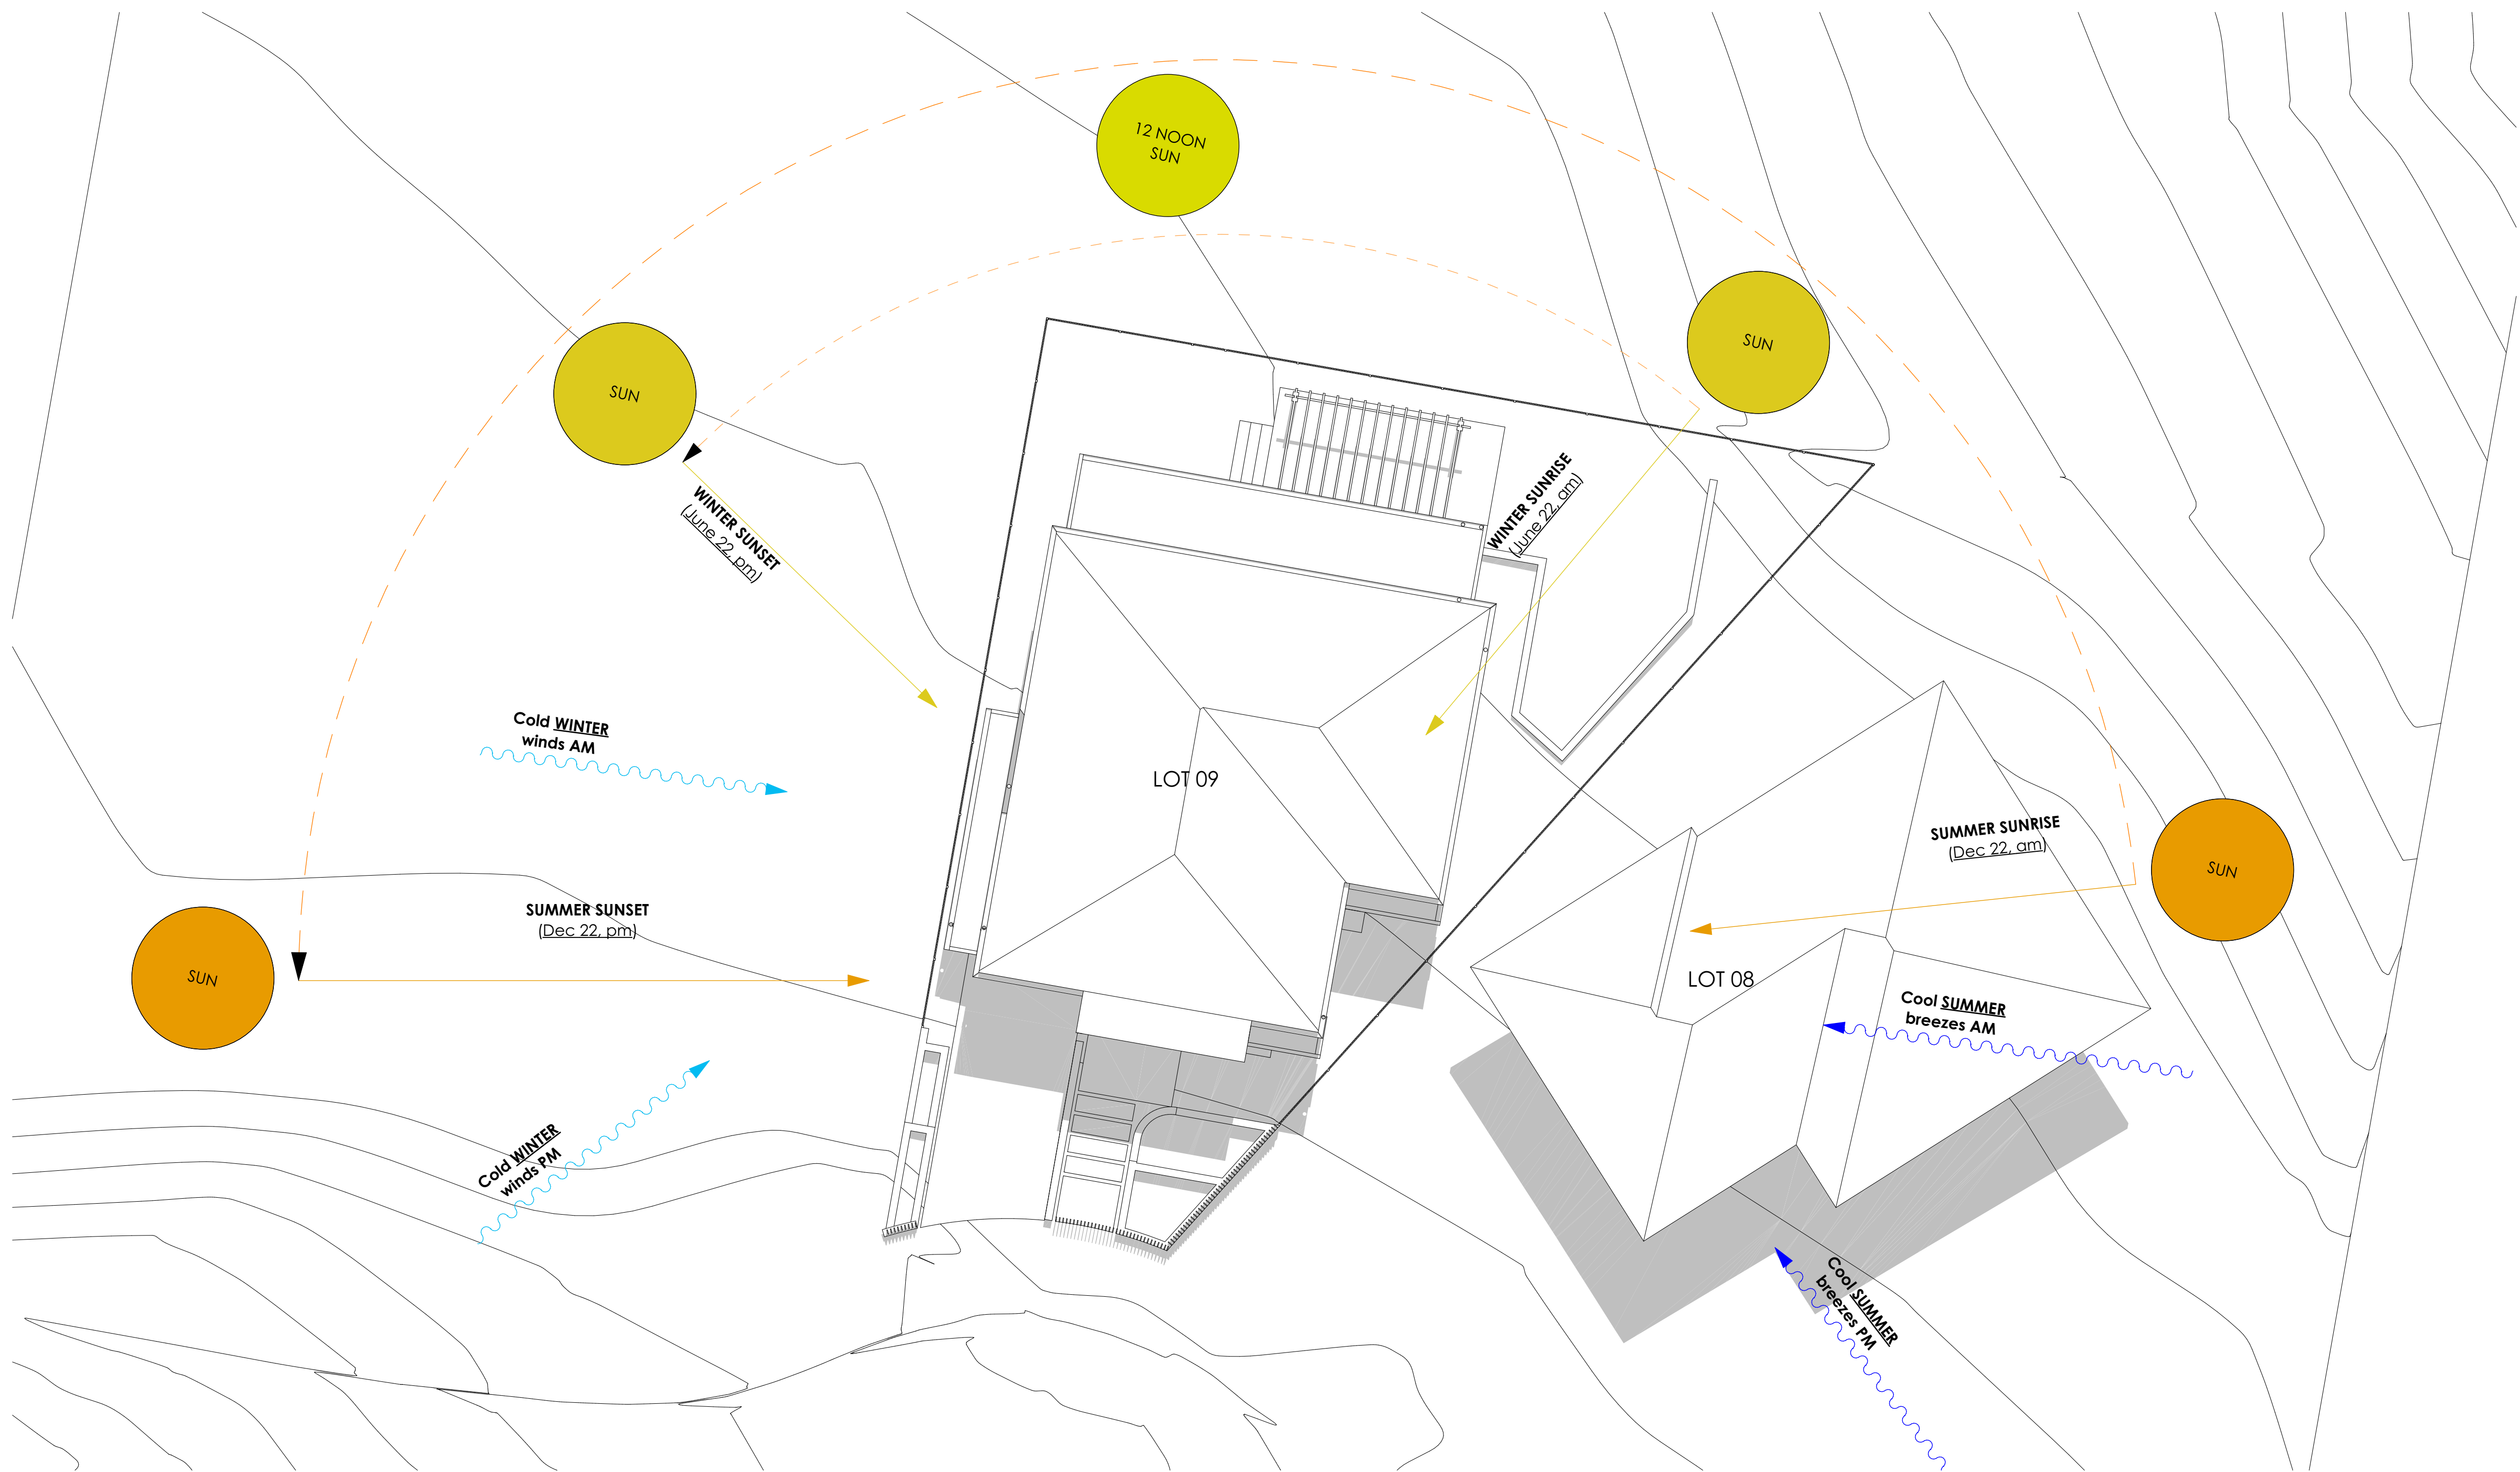 12 NOON
SUN
SUN
SUN
WINTER SUNSET
(June 22, pm)
WINTER SUNRISE
(June 22, am)
Cold WINTER
winds AM
LOT 09
SUMMER SUNRISE
(Dec 22, am)
SUN
SUMMER SUNSET
(Dec 22, pm)
SUN
LOT 08
Cool SUMMER
breezes AM
Cold WINTER
winds PM
Cool SUMMER
breezes PM